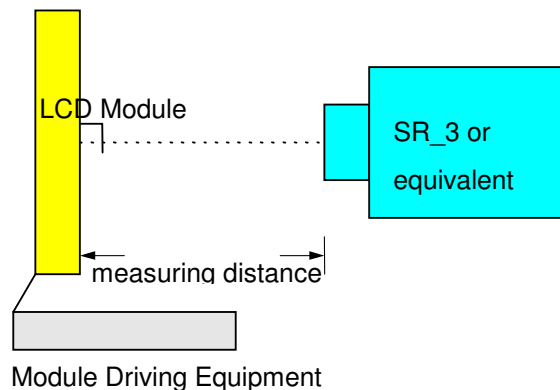 LCD Module
SR_3 or
equivalent
measuring distance
Module Driving Equipment